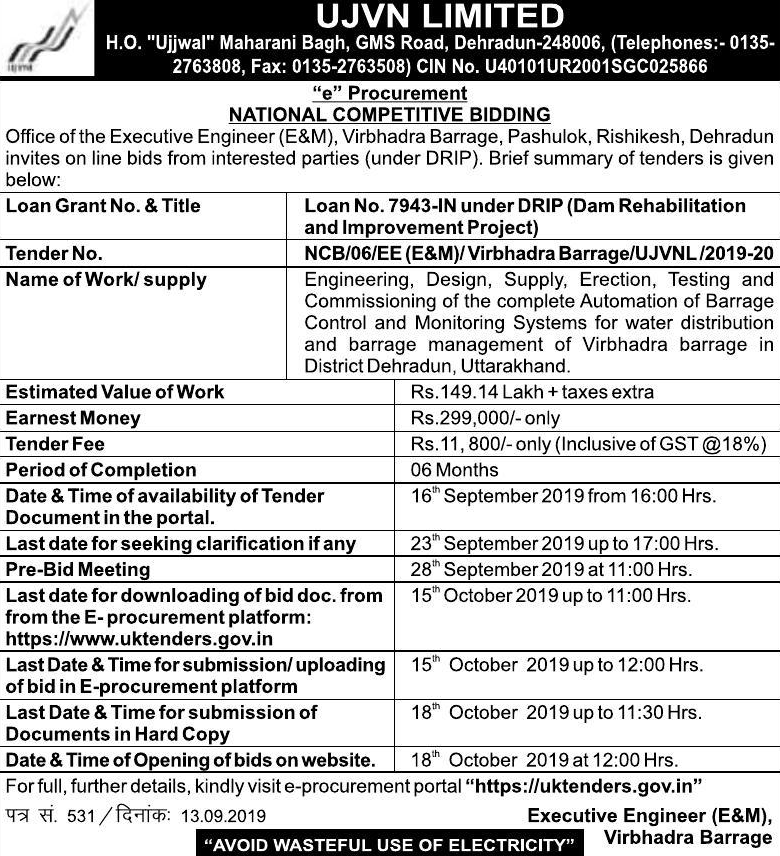 UJVN LIMITED
H.O. "Ujjwal" Maharani Bagh, GMS Road, Dehradun-248006, (Telephones:- 0135-
2763808, Fax: 0135-2763508) CIN No. U40101UR2001SGC025866
“e” Procurement
NATIONAL COMPETITIVE BIDDING
Office of the Executive Engineer (E&M), Virbhadra Barrage, Pashulok, Rishikesh, Dehradun
invites on line bids from interested parties (under DRIP). Brief summary of tenders is given
below:
Loan Grant No. & Title
Loan No. 7943-IN under DRIP (Dam Rehabilitation
and Improvement Project)
Tender No.
NCB/06/EE (E&M)/ Virbhadra Barrage/UJVNL/2019-20
Name of Work/ supply
Engineering, Design, Supply, Erection, Testing and
Commissioning of the complete Automation of Barrage
Control and Monitoring Systems for water distribution
and barrage management of Virbhadra barrage in
District Dehradun, Uttarakhand.
Estimated Value of Work
Rs.149.14 Lakh + taxes extra
Earnest Money
Rs.299,000/- only
Tender Fee
Rs.11, 800/- only (Inclusive of GST @18%)
Period of Completion
06 Months
Date & Time of availability of Tender
Document in the portal.
16th September 2019 from 16:00 Hrs.
Last date for seeking clarification if any
23th September 2019 up to 17:00 Hrs.
Pre-Bid Meeting
28th September 2019 at 11:00 Hrs.
Last date for downloading of bid doc. from
from the E- procurement platform:
https://www.uktenders.gov.in
15th October 2019 up to 11:00 Hrs.
Last Date & Time for submission/ uploading
of bid in E-procurement platform
15th October 2019 up to 12:00 Hrs.
Last Date & Time for submission of
Documents in Hard Copy
18th October 2019 up to 11:30 Hrs.
Date & Time of Opening of bids on website.
18th October 2019 at 12:00 Hrs.
For full, further details, kindly visit e-procurement portal “https://uktenders.gov.in”
पत्र सं. 531 / दिनांकः 13.09.2019
Executive Engineer (E&M),
Virbhadra Barrage
“AVOID WASTEFUL USE OF ELECTRICITY”